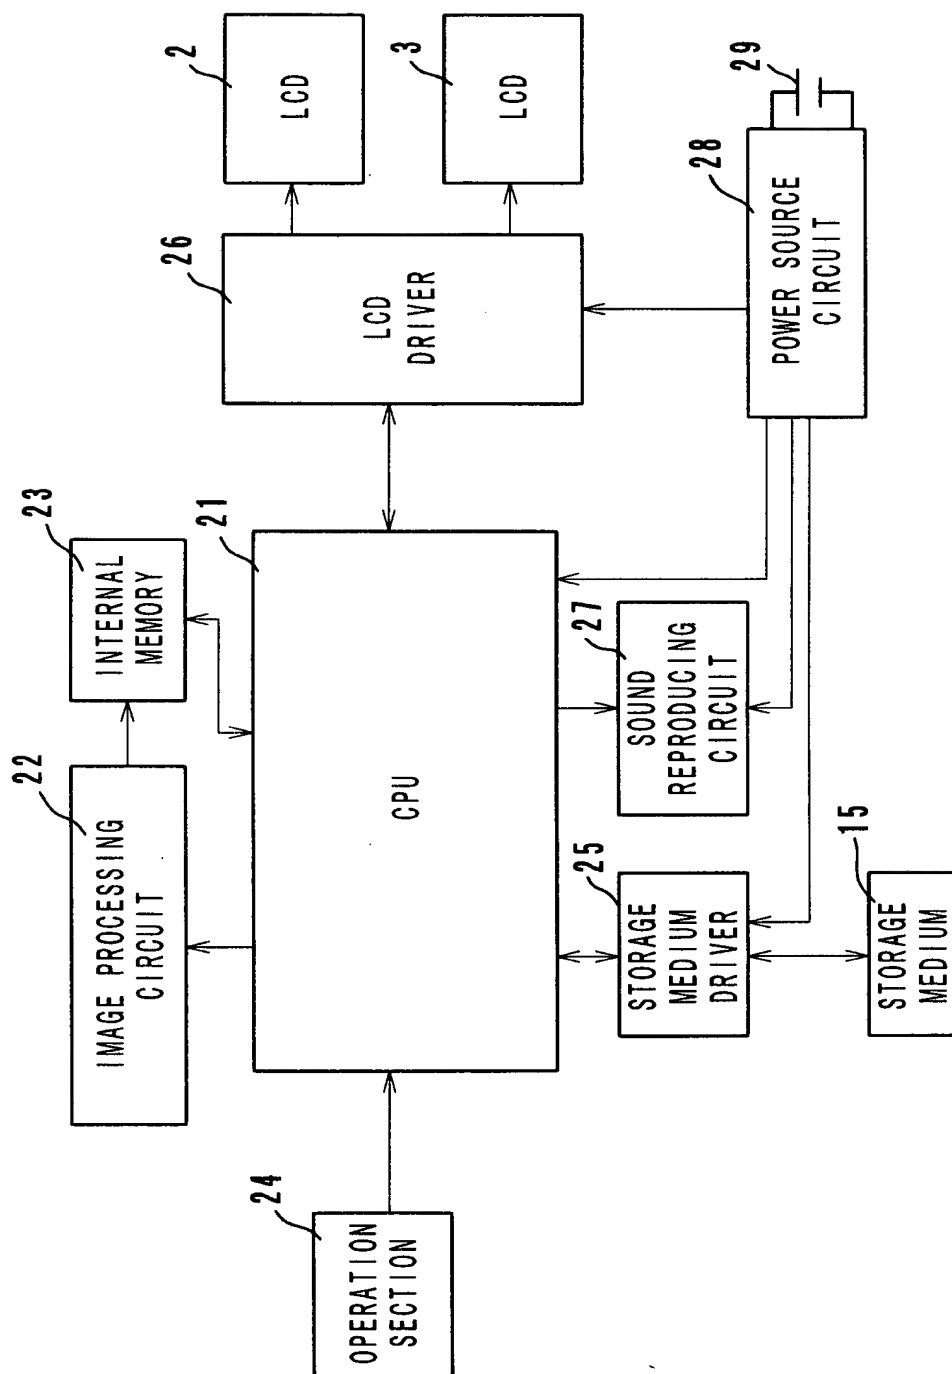 22
IMAGE PROCESSING
CIRCUIT
23
INTERNAL
MEMORY
2
LCD
24
OPERATION
SECTION
21
CPU
26
LCD
DRIVER
3
LCD
25
STORAGE
MEDIUM
DRIVER
27
SOUND
REPRODUCING
CIRCUIT
28
POWER SOURCE
CIRCUIT
29
15
STORAGE
MEDIUM